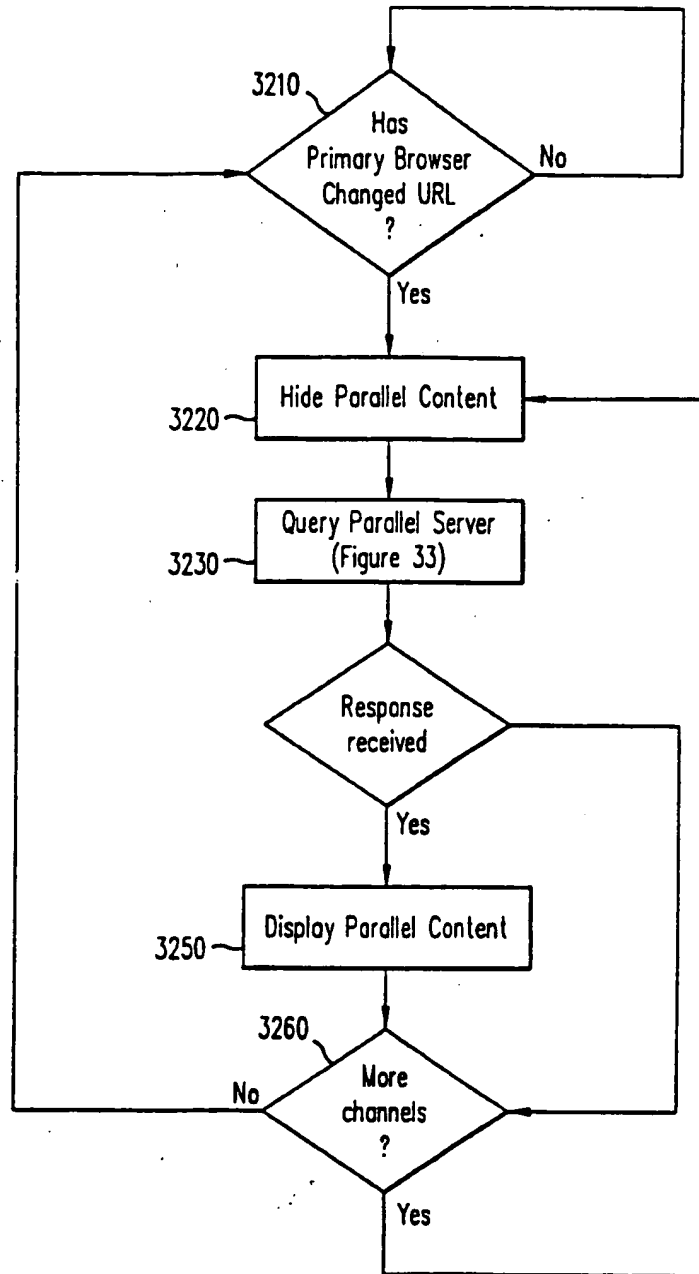 3210
Has
Primary Browser
Changed URL
?
No
Yes
Hide Parallel Content
3220
Query Parallel Server
(Figure 33)
3230
Response
received
Yes
Display Parallel Content
3250
3260
More
channels
?
No
Yes